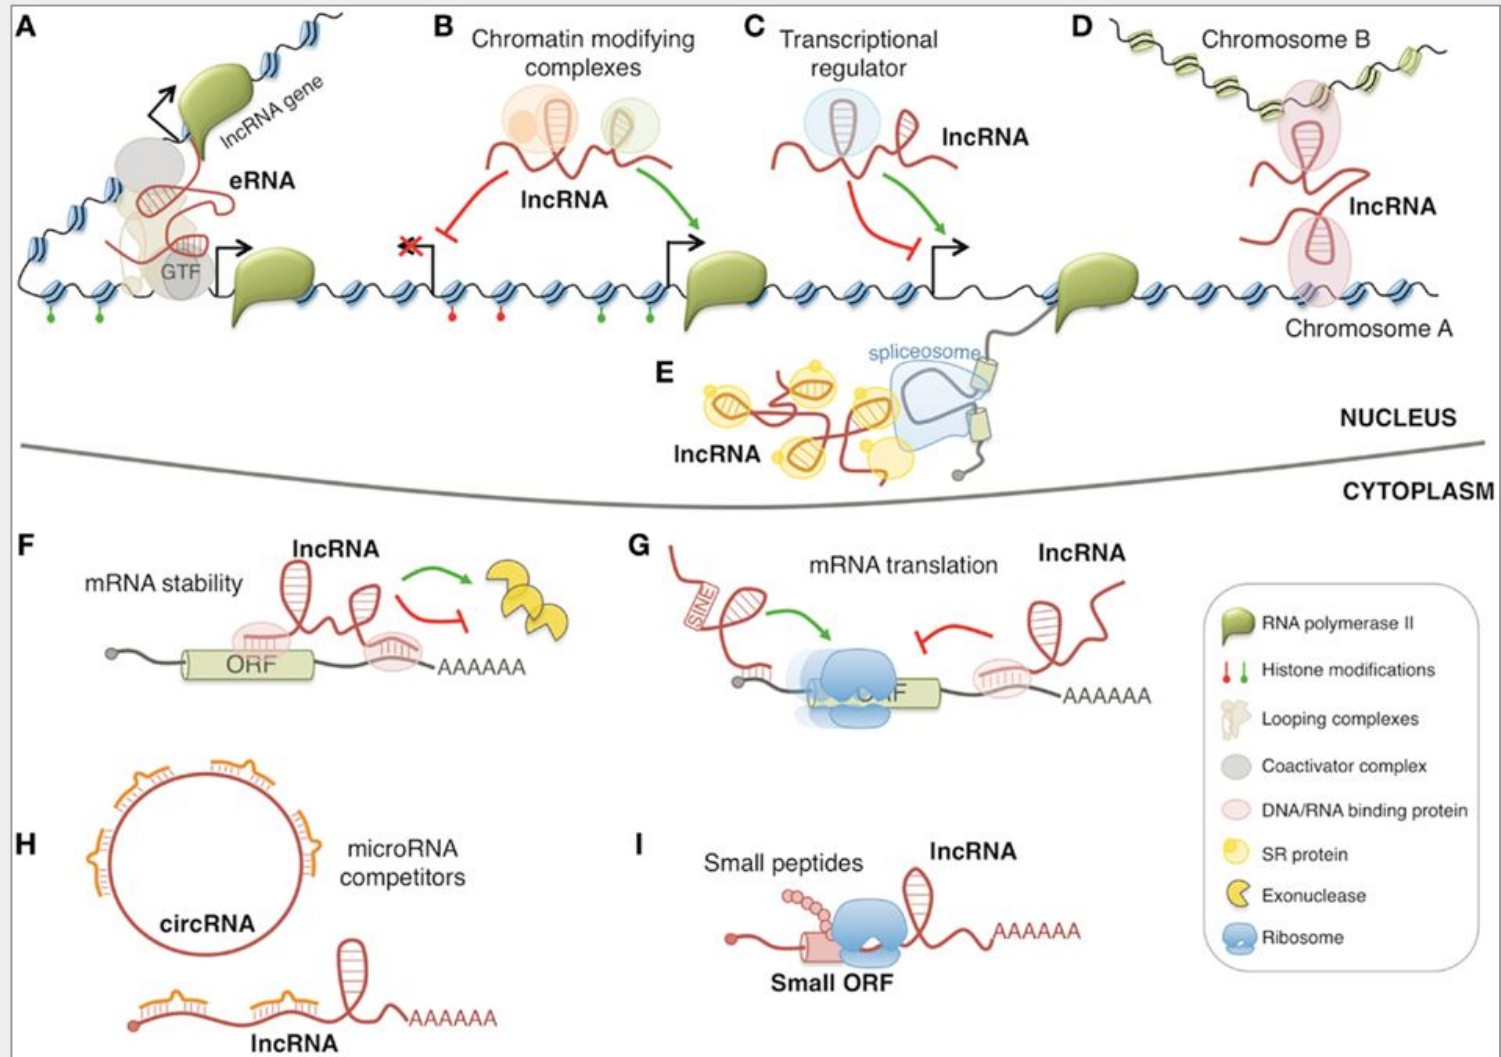 A
lncRNA gene
eRNA
GTF
B
Chromatin modifying
complexes
lncRNA
C
Transcriptional
regulator
lncRNA
D
Chromosome B
lncRNA
Chromosome A
E
spliceosome
lncRNA
NUCLEUS
CYTOPLASM
F
lncRNA
mRNA stability
ORF
AAAAAA
G
mRNA translation
lncRNA
SINE
ORF
AAAAAA
H
microRNA
competitors
circRNA
AAAAAA
lncRNA
I
Small peptides
lncRNA
AAAAAA
Small ORF
RNA polymerase II
Histone modifications
Looping complexes
Coactivator complex
DNA/RNA binding protein
SR protein
Exonuclease
Ribosome